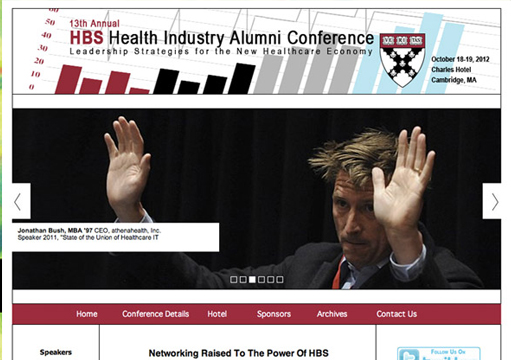 13th Annual
HBS Health Industry Alumni Conference
Leadership Strategies for the New Healthcare Economy
60
50
40
30
20
10
0
October 18-19, 2012
Charles Hotel
Cambridge, MA
Jonathan Bush, MBA '97 CEO, athenahealth, Inc.
Speaker 2011, "State of the Union of Healthcare IT
Home Conference Details Hotel Sponsors Archives Contact Us
Speakers
Networking Raised To The Power Of HBS
Follow Us On